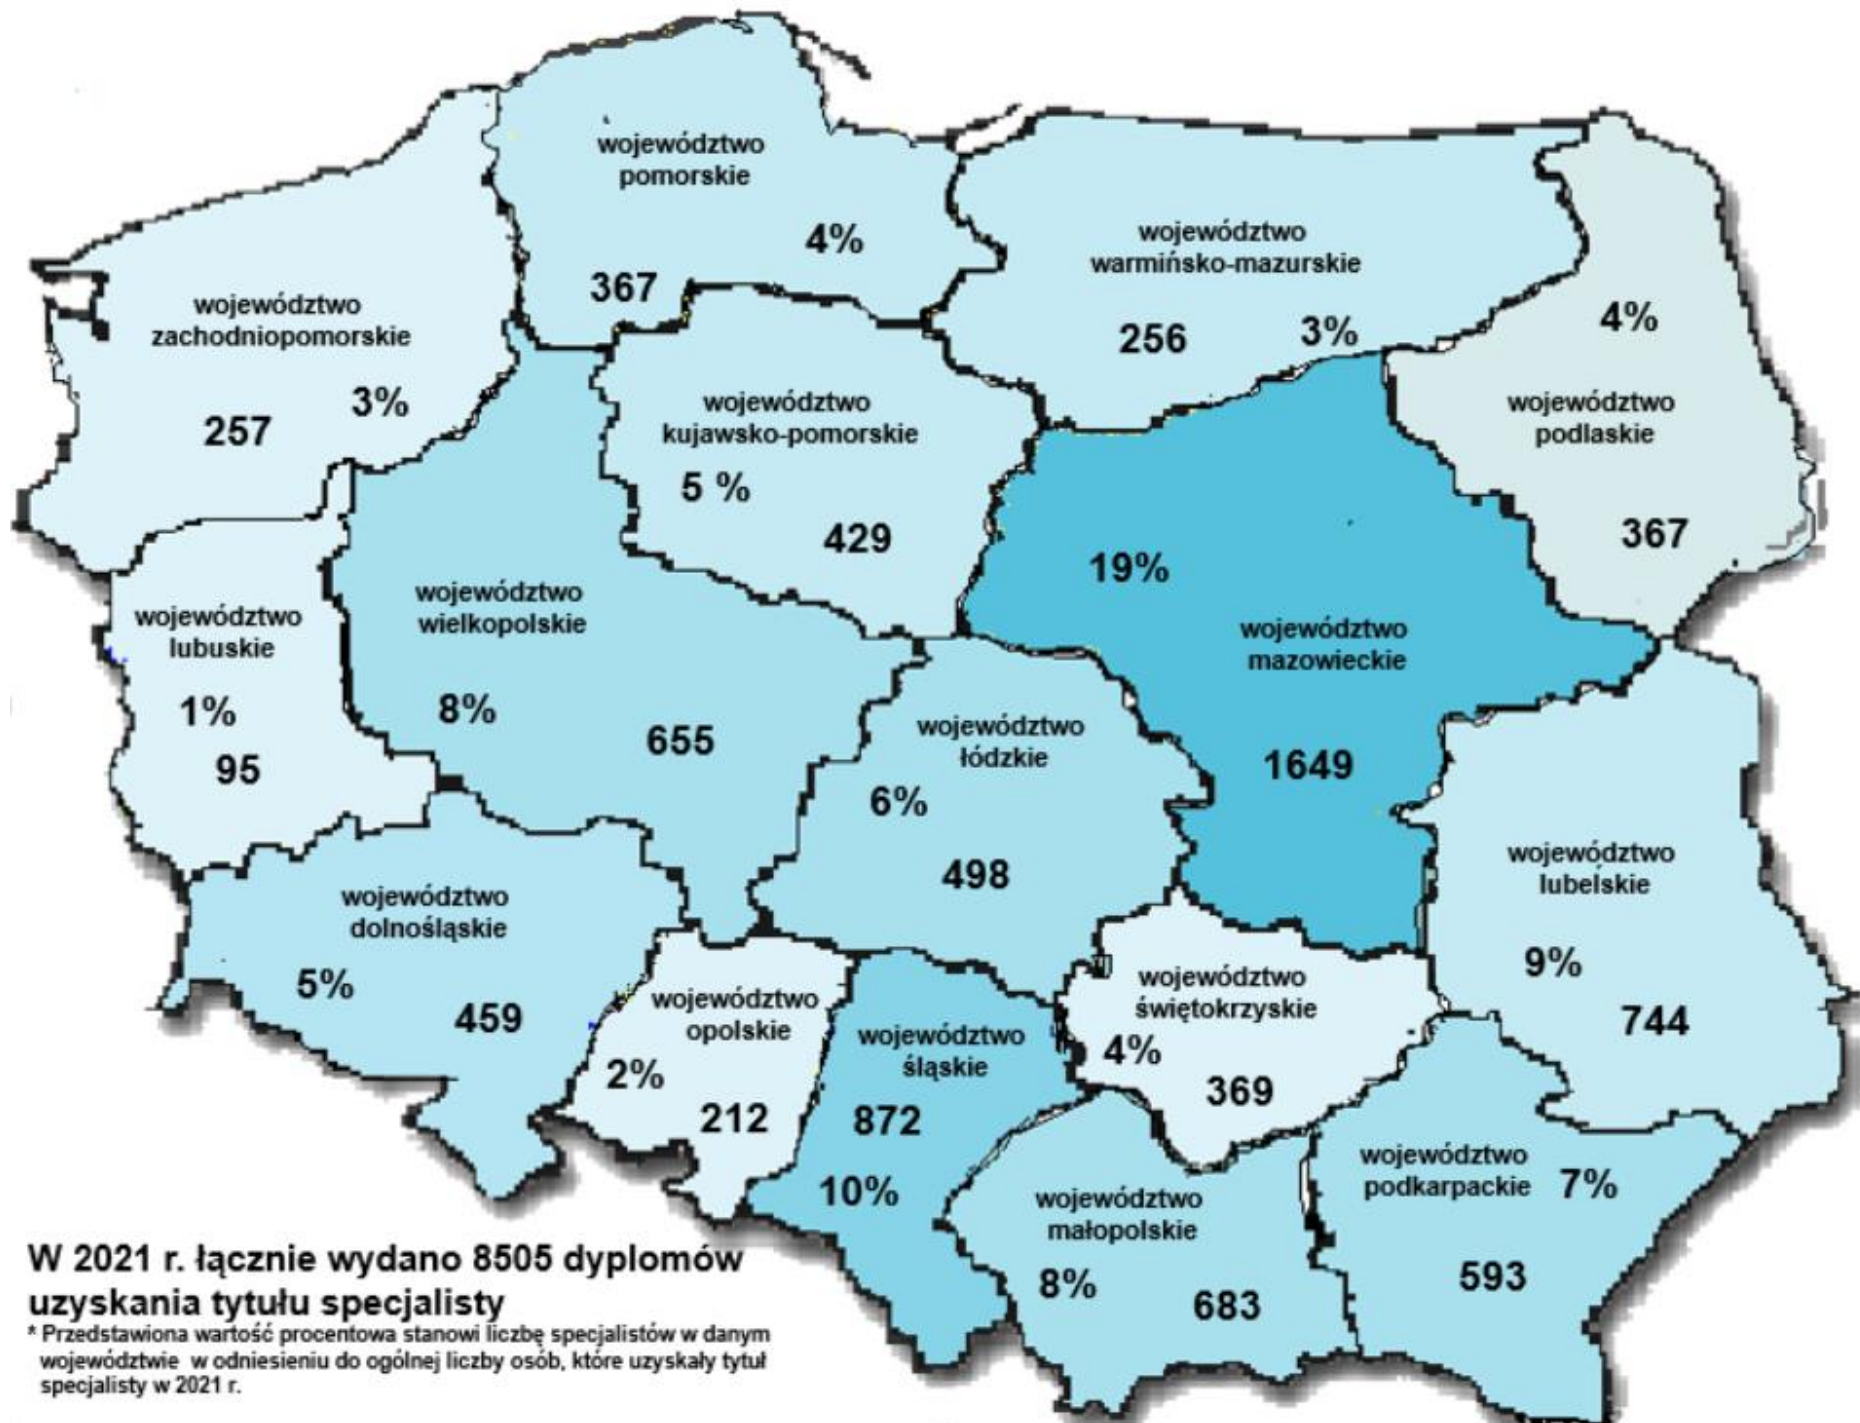 województwo
pomorskie
4%
367
województwo
warmińsko-mazurskie
256 3%
województwo
zachodniopomorskie
3%
257
4%
województwo
podlaskie
367
województwo
kujawsko-pomorskie
5 %
429
19%
województwo
mazowieckie
1649
województwo
lubuskie
1%
95
województwo
wielkopolskie
8%
655
województwo
łódzkie
6%
498
województwo
lubelskie
9%
744
województwo
dolnośląskie
5%
459
województwo
opolskie
2%
212
województwo
śląskie
872
10%
województwo
świętokrzyskie
4%
369
województwo
podkarpackie 7%
593
województwo
małopolskie
8%
683
W 2021 r. łącznie wydano 8505 dyplomów
uzyskania tytułu specjalisty
* Przedstawiona wartość procentowa stanowi liczbę specjalistów w danym
województwie w odniesieniu do ogólnej liczby osób, które uzyskały tytuł
specjalisty w 2021 r.